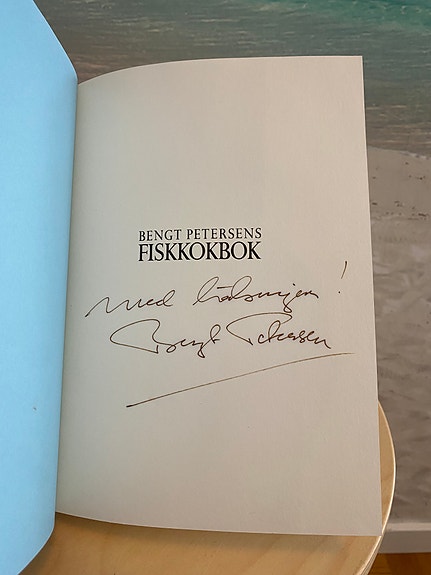 BENGT PETERSENS
FISKKOKBOK
Med hälsningar!
Bengt Petersen